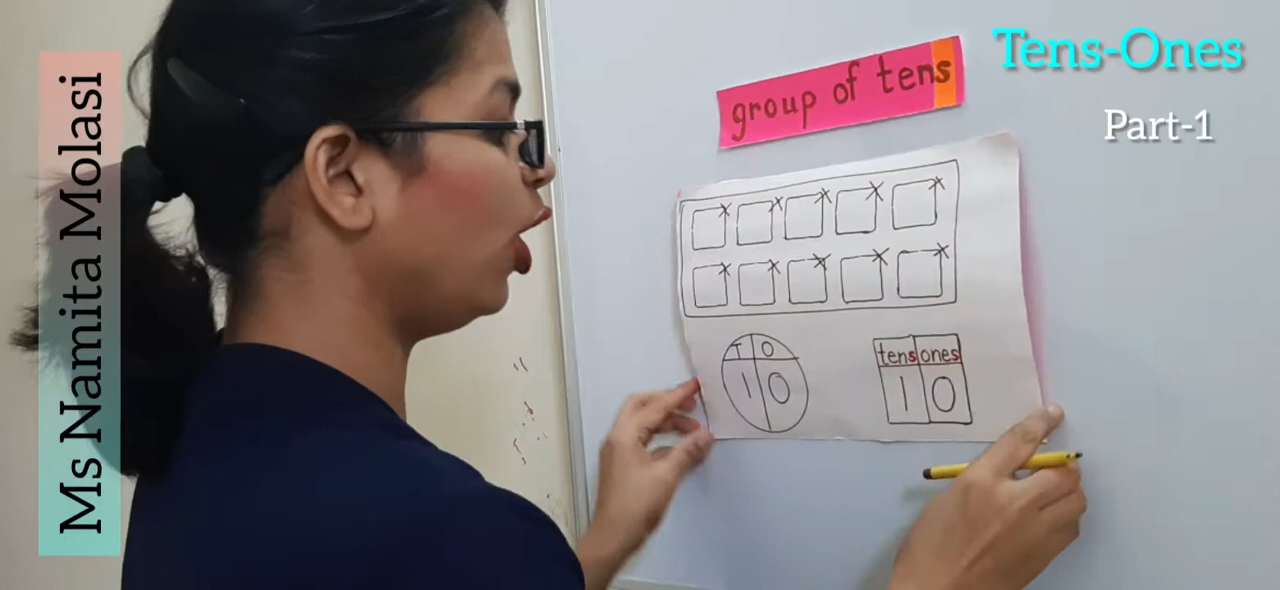 Ms Namita Molasi
group of tens
Tens-Ones
Part-1
T O
1 0
tens ones
1 0